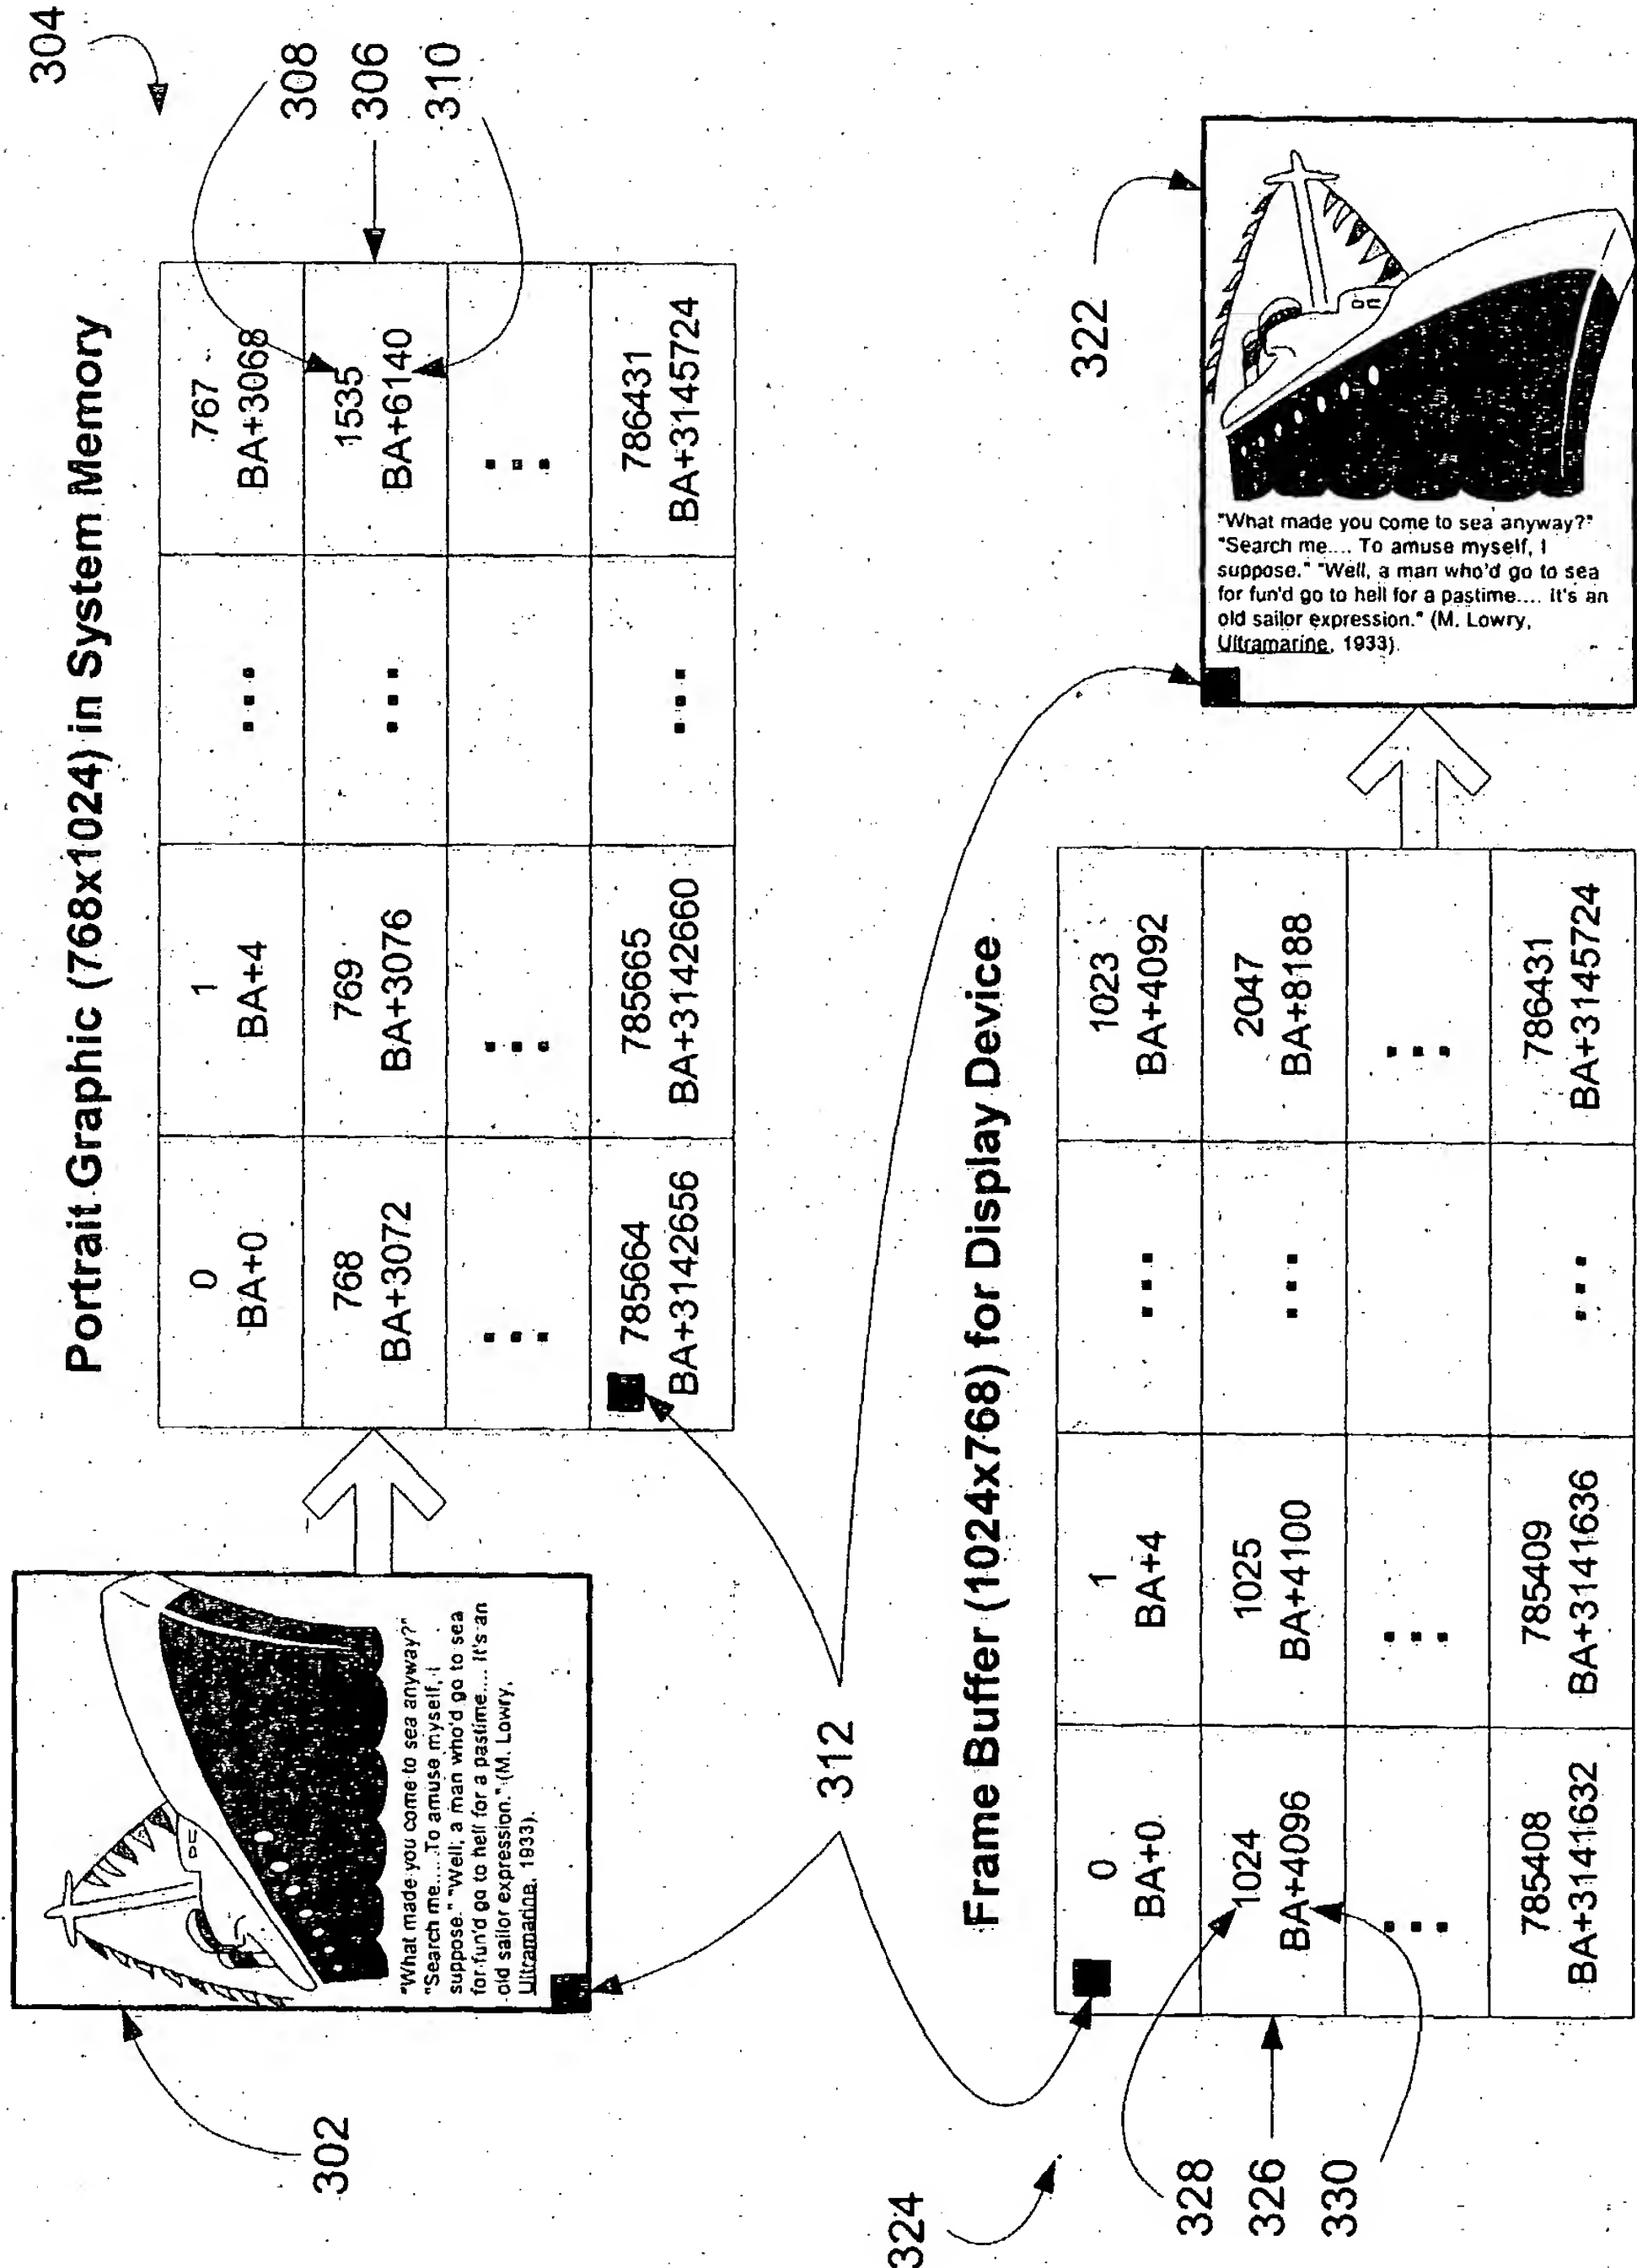 304
Portrait Graphic (768x1024) in System Memory
308
306
310
0
BA+0
1
BA+4
...
767
BA+3068
768
BA+3072
769
BA+3076
...
1535
BA+6140
...
...
...
785664
BA+3142656
785665
BA+3142660
...
786431
BA+3145724
302
"What made you come to sea anyway?"
"Search me.... To amuse myself, I
suppose." "Well, a man who'd go to sea
for fun'd go to hell for a pastime.... It's an
old sailor expression." (M. Lowry,
Ultramarine, 1933).
312
Frame Buffer (1024x768) for Display Device
324
328
326
330
0
BA+0
1
BA+4
...
1023
BA+4092
1024
BA+4096
1025
BA+4100
...
2047
BA+8188
...
...
...
785408
BA+3141632
785409
BA+3141636
...
786431
BA+3145724
322
"What made you come to sea anyway?"
"Search me.... To amuse myself, I
suppose." "Well, a man who'd go to sea
for fun'd go to hell for a pastime.... It's an
old sailor expression." (M. Lowry,
Ultramarine, 1933).